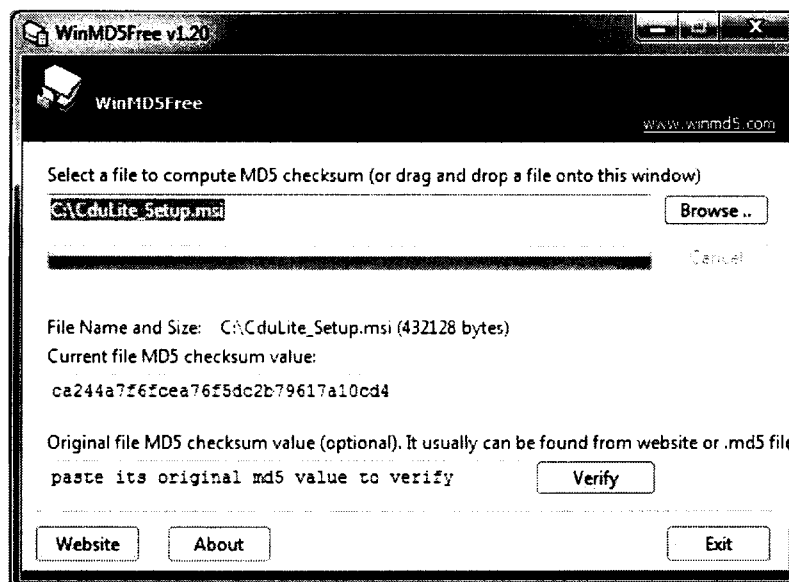 WinMD5Free v1.20
WinMD5Free
www.winmd5.com
Select a file to compute MD5 checksum (or drag and drop a file onto this window)
C:\CduLite_Setup.msi
Browse ..
Cancel
File Name and Size: C:\CduLite_Setup.msi (432128 bytes)
Current file MD5 checksum value:
ca244a7f6fcea76f5dc2b79617a10cd4
Original file MD5 checksum value (optional). It usually can be found from website or .md5 file
paste its original md5 value to verify
Verify
Website
About
Exit